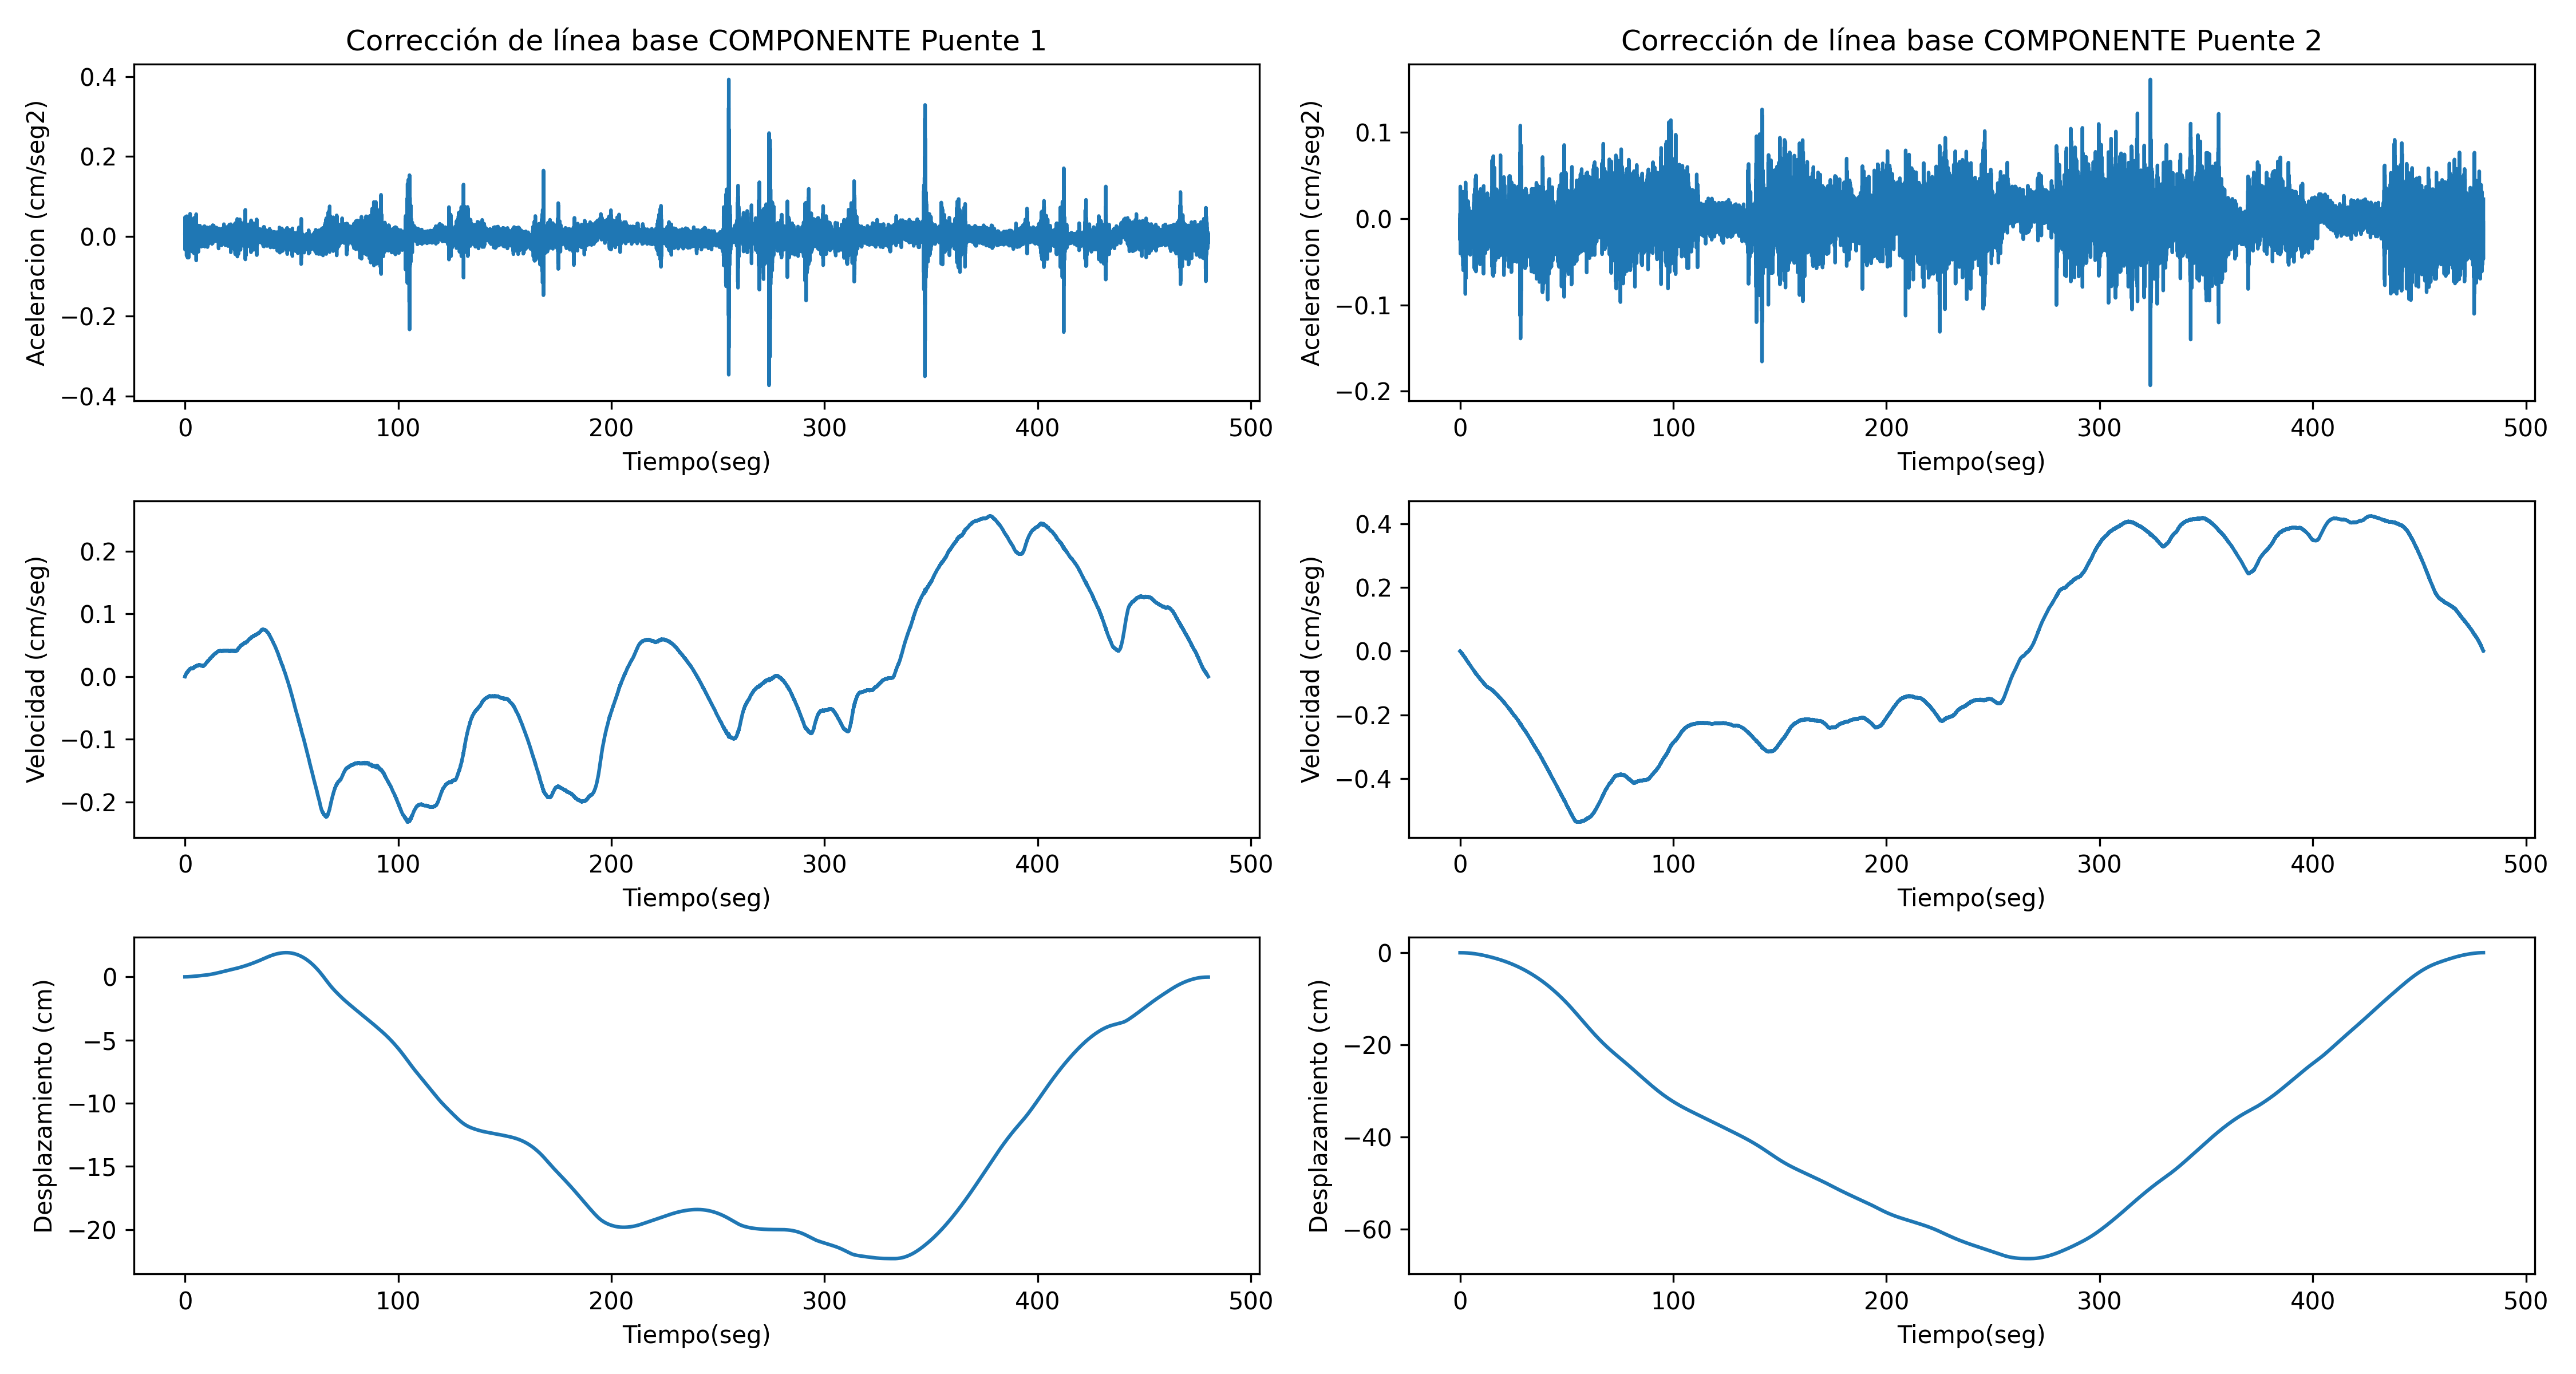 Corrección de línea base COMPONENTE Puente 1
Aceleracion (cm/seg2)
0.4
0.2
0.0
−0.2
−0.4
0 100 200 300 400 500
Tiempo(seg)
Corrección de línea base COMPONENTE Puente 2
Aceleracion (cm/seg2)
0.1
0.0
−0.1
−0.2
0 100 200 300 400 500
Tiempo(seg)
Velocidad (cm/seg)
0.2
0.1
0.0
−0.1
−0.2
0 100 200 300 400 500
Tiempo(seg)
Velocidad (cm/seg)
0.4
0.2
0.0
−0.2
−0.4
0 100 200 300 400 500
Tiempo(seg)
Desplazamiento (cm)
0
−5
−10
−15
−20
0 100 200 300 400 500
Tiempo(seg)
Desplazamiento (cm)
0
−20
−40
−60
0 100 200 300 400 500
Tiempo(seg)